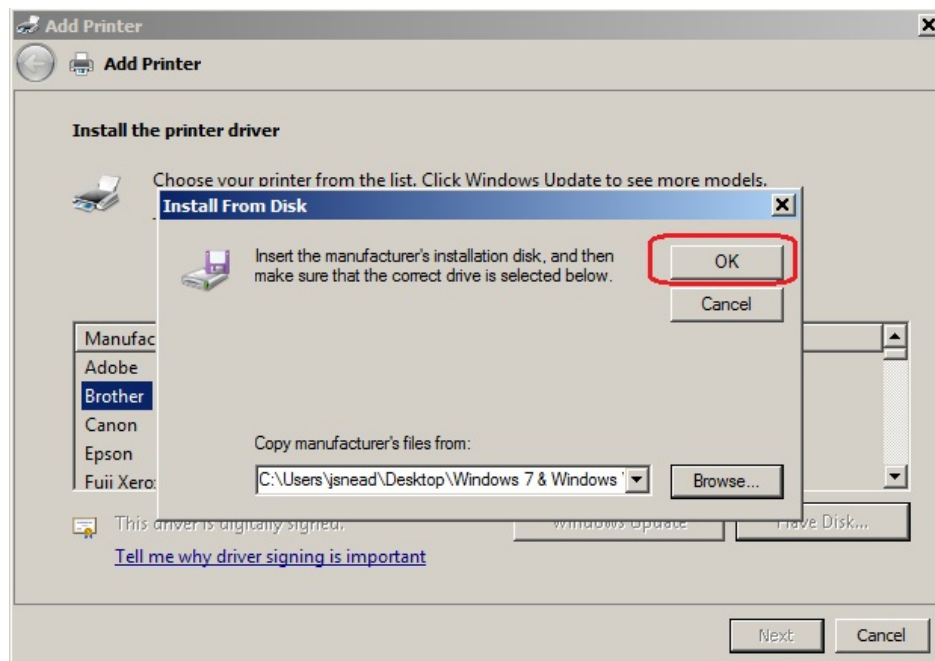 Add Printer
Add Printer
Install the printer driver
Choose your printer from the list. Click Windows Update to see more models.
Install From Disk
Insert the manufacturer's installation disk, and then
make sure that the correct drive is selected below.
OK
Cancel
Manufac
Adobe
Brother
Canon
Epson
Fuji Xero
Copy manufacturer's files from:
C:\Users\jsnead\Desktop\Windows 7 & Windows
Browse...
This driver is digitally signed.
Windows Update
Have Disk...
Tell me why driver signing is important
Next
Cancel